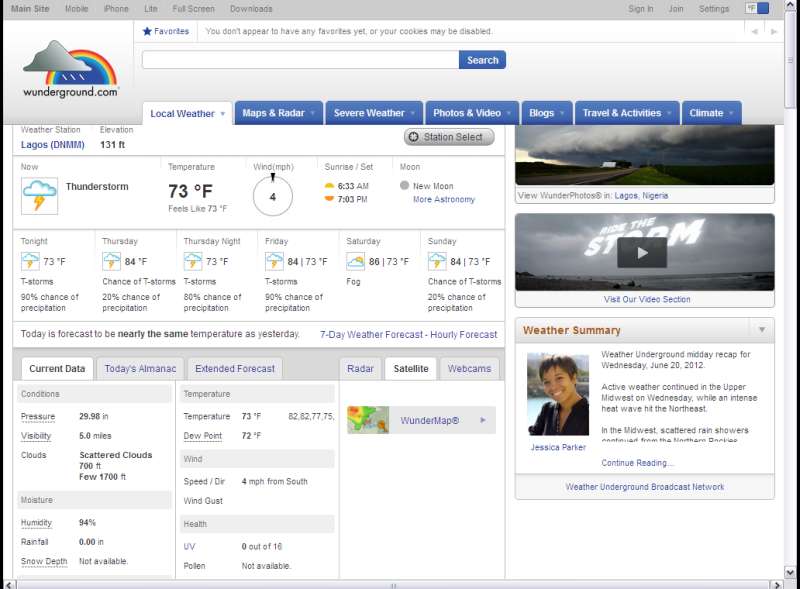 Main Site Mobile iPhone Lite Full Screen Downloads Sign In Join Settings °F
Favorites You don't appear to have any favorites yet, or your cookies may be disabled.
wunderground.com
Search
Local Weather Maps & Radar Severe Weather Photos & Video Blogs Travel & Activities Climate
Weather Station Elevation
Lagos (DNMM) 131 ft
Station Select
Now Temperature Wind(mph) Sunrise / Set Moon
Thunderstorm
73 °F
Feels Like 73 °F
4
6:33 AM
7:03 PM
New Moon
More Astronomy
View WunderPhotos® in: Lagos, Nigeria
Tonight Thursday Thursday Night Friday Saturday Sunday
73 °F 84 °F 73 °F 84 | 73 °F 86 | 73 °F 84 | 73 °F
T-storms Chance of T-storms T-storms T-storms Fog Chance of T-storms
90% chance of precipitation
20% chance of precipitation
80% chance of precipitation
90% chance of precipitation
20% chance of precipitation
RIDE THE
STORM
Visit Our Video Section
Today is forecast to be nearly the same temperature as yesterday. 7-Day Weather Forecast - Hourly Forecast
Current Data Today's Almanac Extended Forecast
Radar Satellite Webcams
Conditions
Pressure 29.98 in
Visibility 5.0 miles
Clouds Scattered Clouds
700 ft
Few 1700 ft
Moisture
Humidity 94%
Rainfall 0.00 in
Snow Depth Not available.
Temperature
Temperature 73 °F 82,82,77,75,
Dew Point 72 °F
Wind
Speed / Dir 4 mph from South
Wind Gust
Health
UV 0 out of 16
Pollen Not available.
WunderMap®
Weather Summary
Jessica Parker
Weather Underground midday recap for
Wednesday, June 20, 2012.
Active weather continued in the Upper
Midwest on Wednesday, while an intense
heat wave hit the Northeast.
In the Midwest, scattered rain showers
continued from the Northern Rockies
Continue Reading...
Weather Underground Broadcast Network